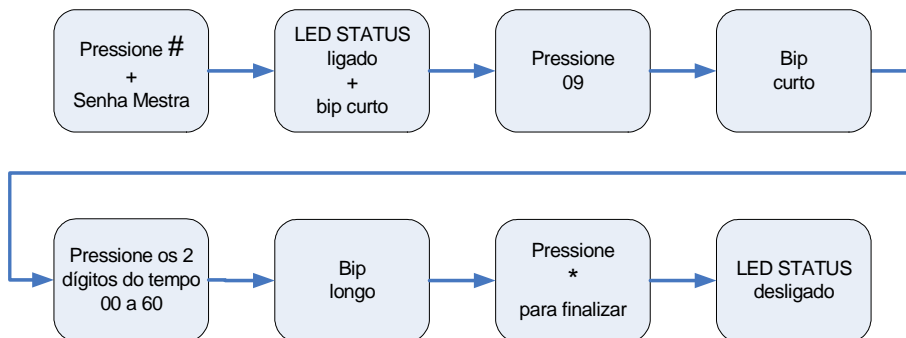 Pressione #
+
Senha Mestra
LED STATUS
ligado
+
bip curto
Pressione
09
Bip
curto
Pressione os 2
dígitos do tempo
00 a 60
Bip
longo
Pressione
*
para finalizar
LED STATUS
desligado